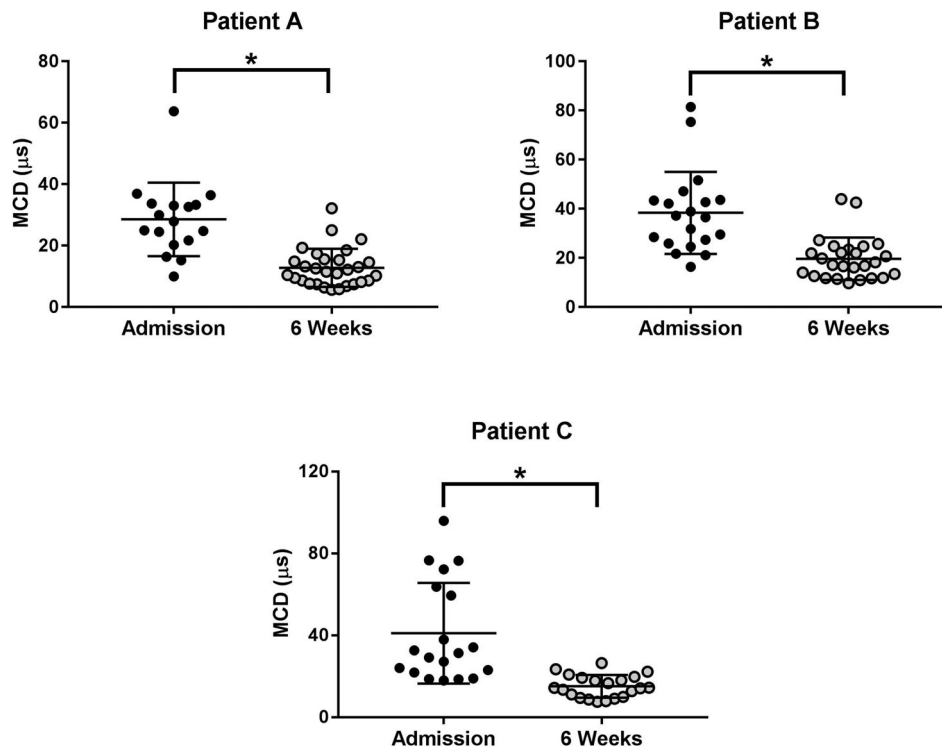 Patient A
MCD (μs)
80
60
40
20
0
*
Admission
6 Weeks
Patient B
MCD (μs)
100
80
60
40
20
0
*
Admission
6 Weeks
Patient C
MCD (μs)
120
80
40
0
*
Admission
6 Weeks